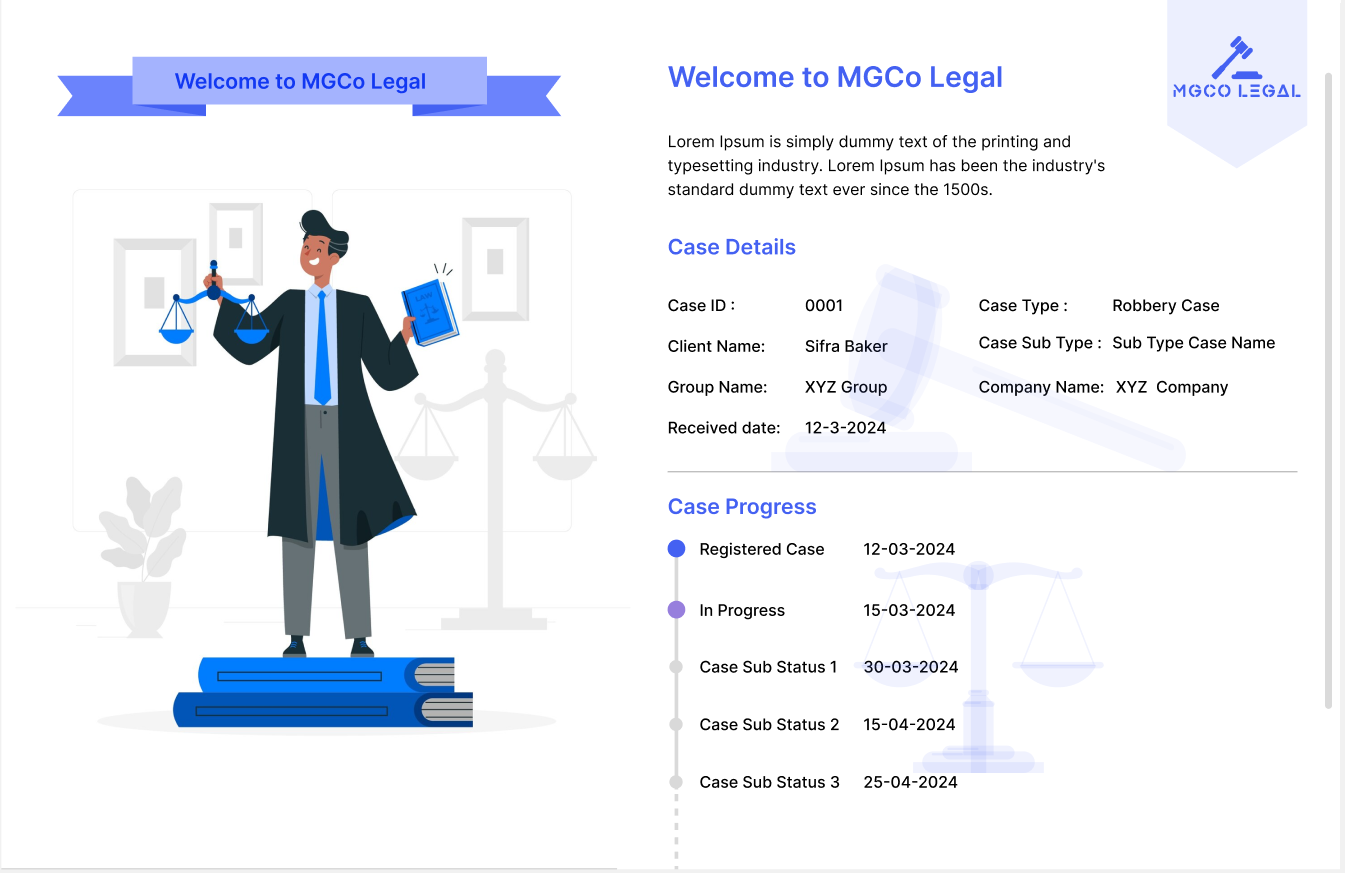 Welcome to MGCo Legal
LAW
Welcome to MGCo Legal
MGCO LEGAL
Lorem Ipsum is simply dummy text of the printing and
typesetting industry. Lorem Ipsum has been the industry's
standard dummy text ever since the 1500s.
Case Details
Case ID : 0001 Case Type : Robbery Case
Client Name: Sifra Baker Case Sub Type : Sub Type Case Name
Group Name: XYZ Group Company Name: XYZ Company
Received date: 12-3-2024
Case Progress
Registered Case 12-03-2024
In Progress 15-03-2024
Case Sub Status 1 30-03-2024
Case Sub Status 2 15-04-2024
Case Sub Status 3 25-04-2024